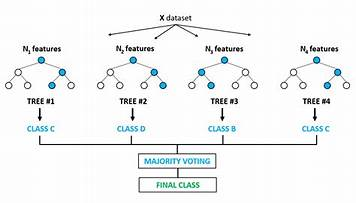 X dataset
N1 features N2 features N3 features N4 features
TREE #1 TREE #2 TREE #3 TREE #4
CLASS C CLASS D CLASS B CLASS C
MAJORITY VOTING
FINAL CLASS